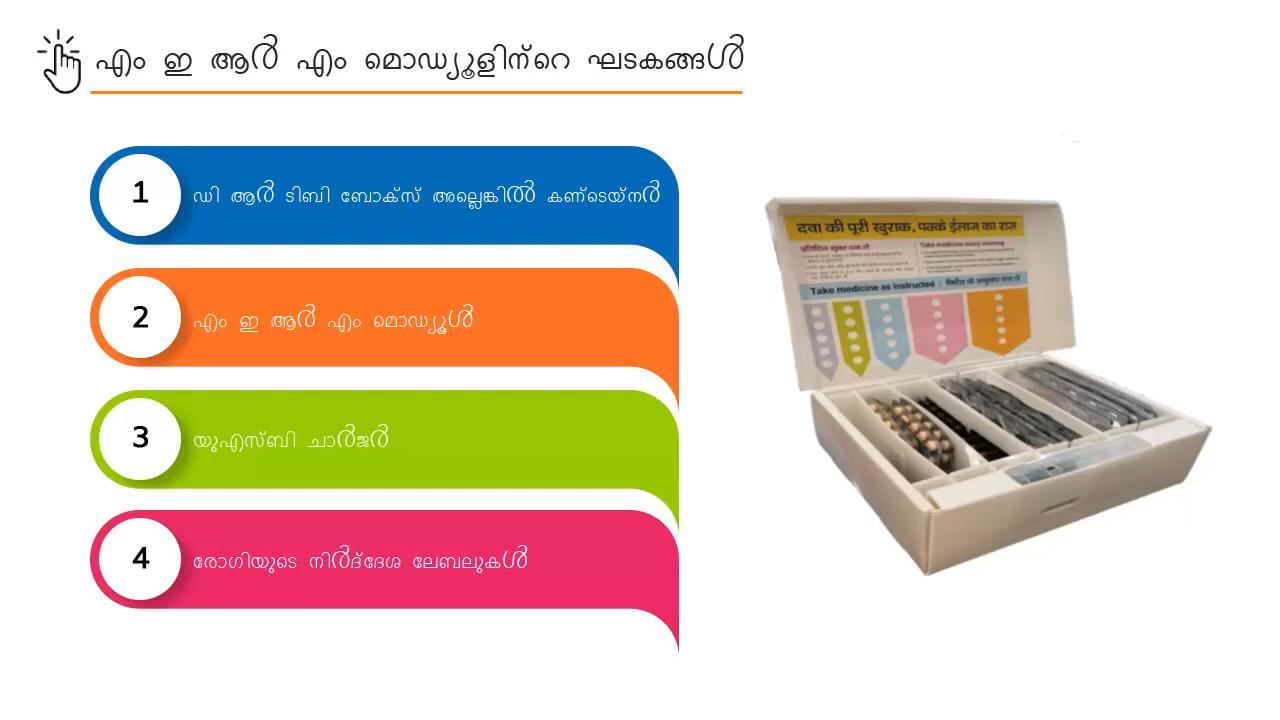 എം ഇ ആർ എം മൊഡ്യൂളിന്റെ ഘടകങ്ങൾ
1
ഡി ആർ ടിബി ബോക്സ് അല്ലെങ്കിൽ കണ്ടെയ്നർ
2
എം ഇ ആർ എം മൊഡ്യൂൾ
3
യുഎസ്ബി ചാർജർ
4
രോഗിയുടെ നിർദ്ദേശ ലേബലുകൾ
दवा की पूरी खुराक, पक्के ईलाज का राज़
Take medicine every morning
Take medicine as instructed